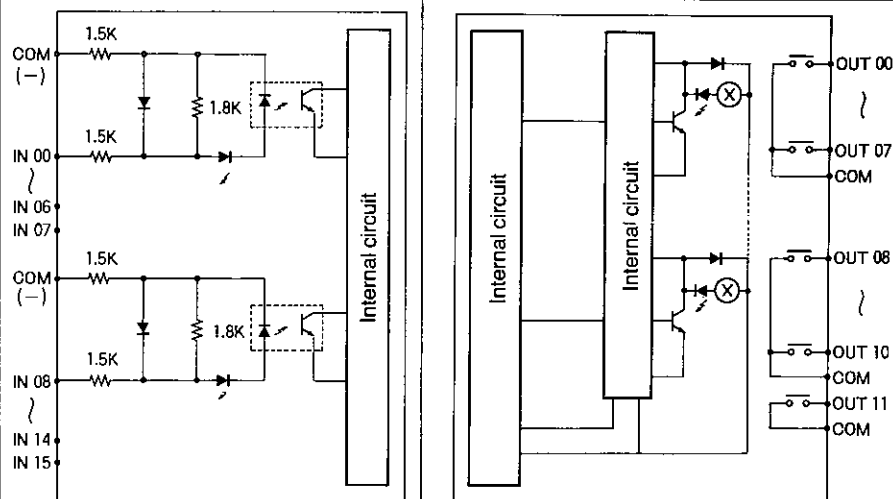 1.5K
COM
(−)
1.8K
1.5K
IN 00
IN 06
IN 07
1.5K
COM
(−)
1.8K
1.5K
IN 08
IN 14
IN 15
Internal circuit
Internal circuit
Internal circuit
X
X
OUT 00
OUT 07
COM
OUT 08
OUT 10
COM
OUT 11
COM